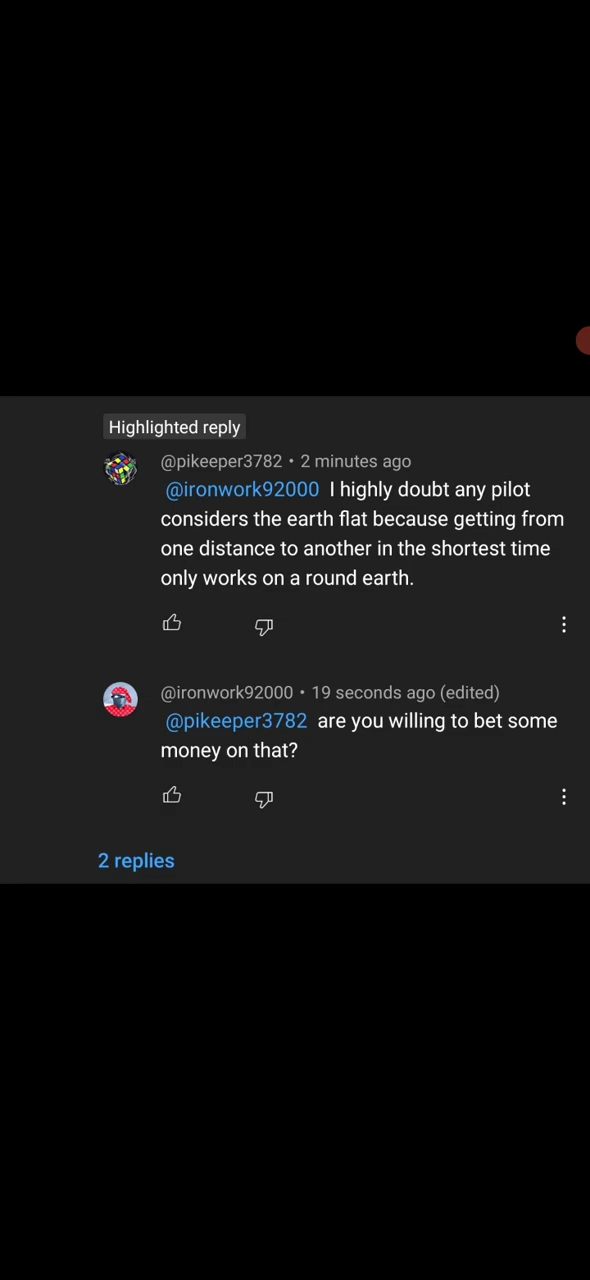 Highlighted reply
@pikeeper3782 • 2 minutes ago
@ironwork92000 I highly doubt any pilot
considers the earth flat because getting from
one distance to another in the shortest time
only works on a round earth.
@ironwork92000 • 19 seconds ago (edited)
@pikeeper3782 are you willing to bet some
money on that?
2 replies